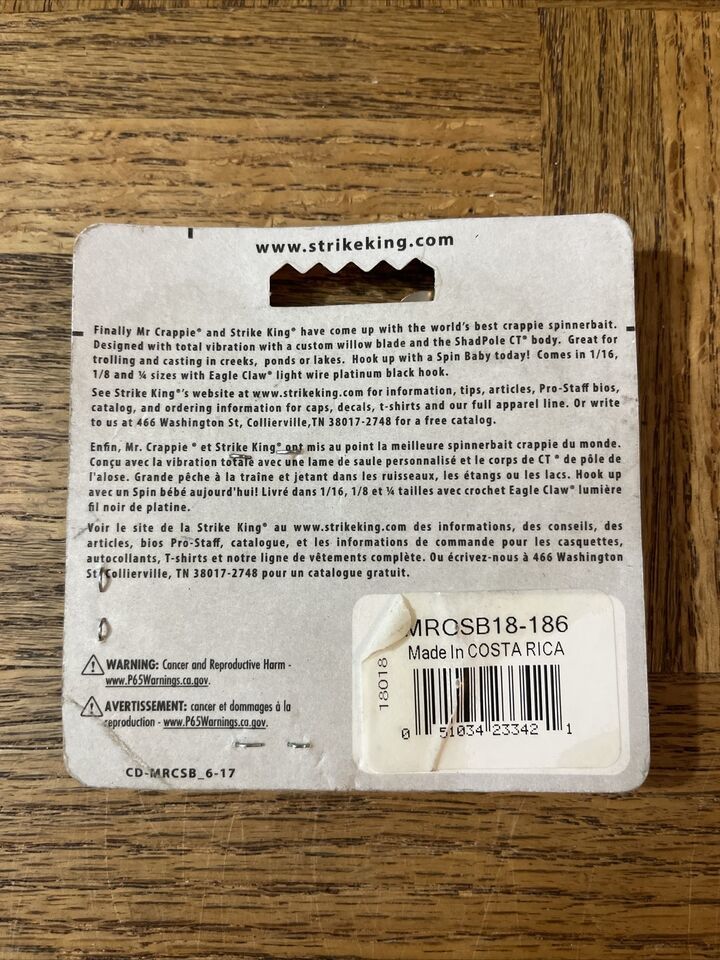 www.strikeking.com
Finally Mr Crappie® and Strike King® have come up with the world's best crappie spinnerbait.
Designed with total vibration with a custom willow blade and the ShadPole CT® body. Great for
trolling and casting in creeks, ponds or lakes. Hook up with a Spin Baby today! Comes in 1/16,
1/8 and ¼ sizes with Eagle Claw® light wire platinum black hook.
See Strike King®'s website at www.strikeking.com for information, tips, articles, Pro-Staff bios,
catalog, and ordering information for caps, decals, t-shirts and our full apparel line. Or write
to us at 466 Washington St, Collierville,TN 38017-2748 for a free catalog.
Enfin, Mr. Crappie ® et Strike King® ont mis au point la meilleure spinnerbait crappie du monde.
Conçu avec la vibration totale avec une lame de saule personnalisé et le corps de CT ® de pôle de
l'alose. Grande pêche à la traîne et jetant dans les ruisseaux, les étangs ou les lacs. Hook up
avec un Spin bébé aujourd'hui! Livré dans 1/16, 1/8 et ¼ tailles avec crochet Eagle Claw® lumière
fil noir de platine.
Voir le site de la Strike King® au www.strikeking.com des informations, des conseils, des
articles, bios Pro-Staff, catalogue, et les informations de commande pour les casquettes,
autocollants, T-shirts et notre ligne de vêtements complète. Ou écrivez-nous à 466 Washington
St, Collierville, TN 38017-2748 pour un catalogue gratuit.
WARNING: Cancer and Reproductive Harm -
www.P65Warnings.ca.gov.
AVERTISSEMENT: cancer et dommages à la
reproduction - www.P65Warnings.ca.gov.
CD-MRCSB_6-17
MRCSB18-186
Made In COSTA RICA
18018
0 51034 23342 1